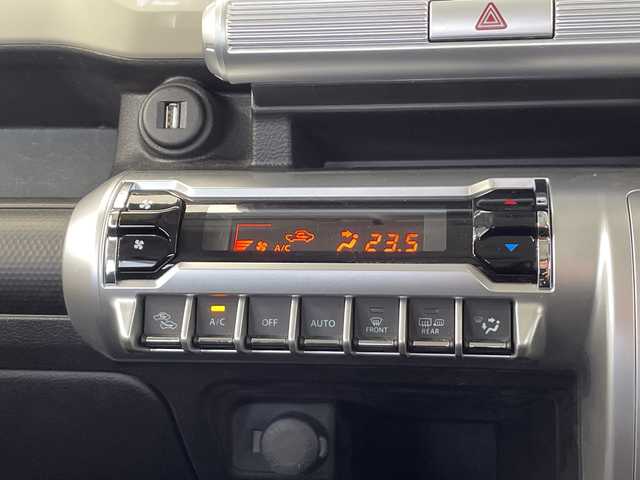 A/C 23.5
A/C OFF AUTO FRONT REAR